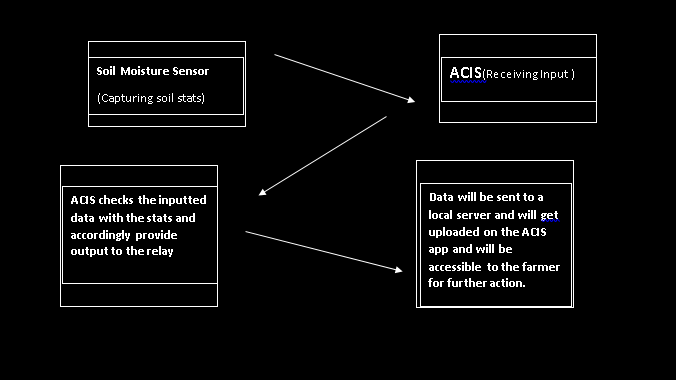 Soil Moisture Sensor
(Capturing soil stats)
ACIS(Receiving Input )
ACIS checks the inputted
data with the stats and
accordingly provide
output to the relay
Data will be sent to a
local server and will get
uploaded on the ACIS
app and will be
accessible to the farmer
for further action.